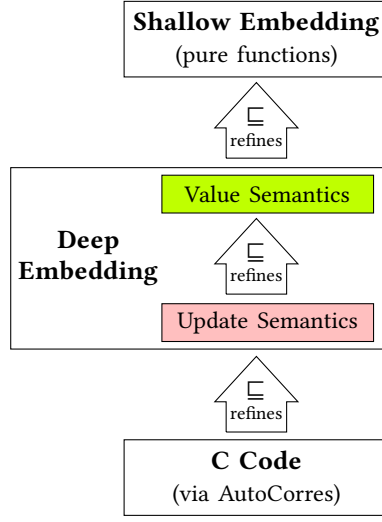 Shallow Embedding
(pure functions)
⊑
refines
Value Semantics
Deep
Embedding
⊑
refines
Update Semantics
⊑
refines
C Code
(via AutoCorres)